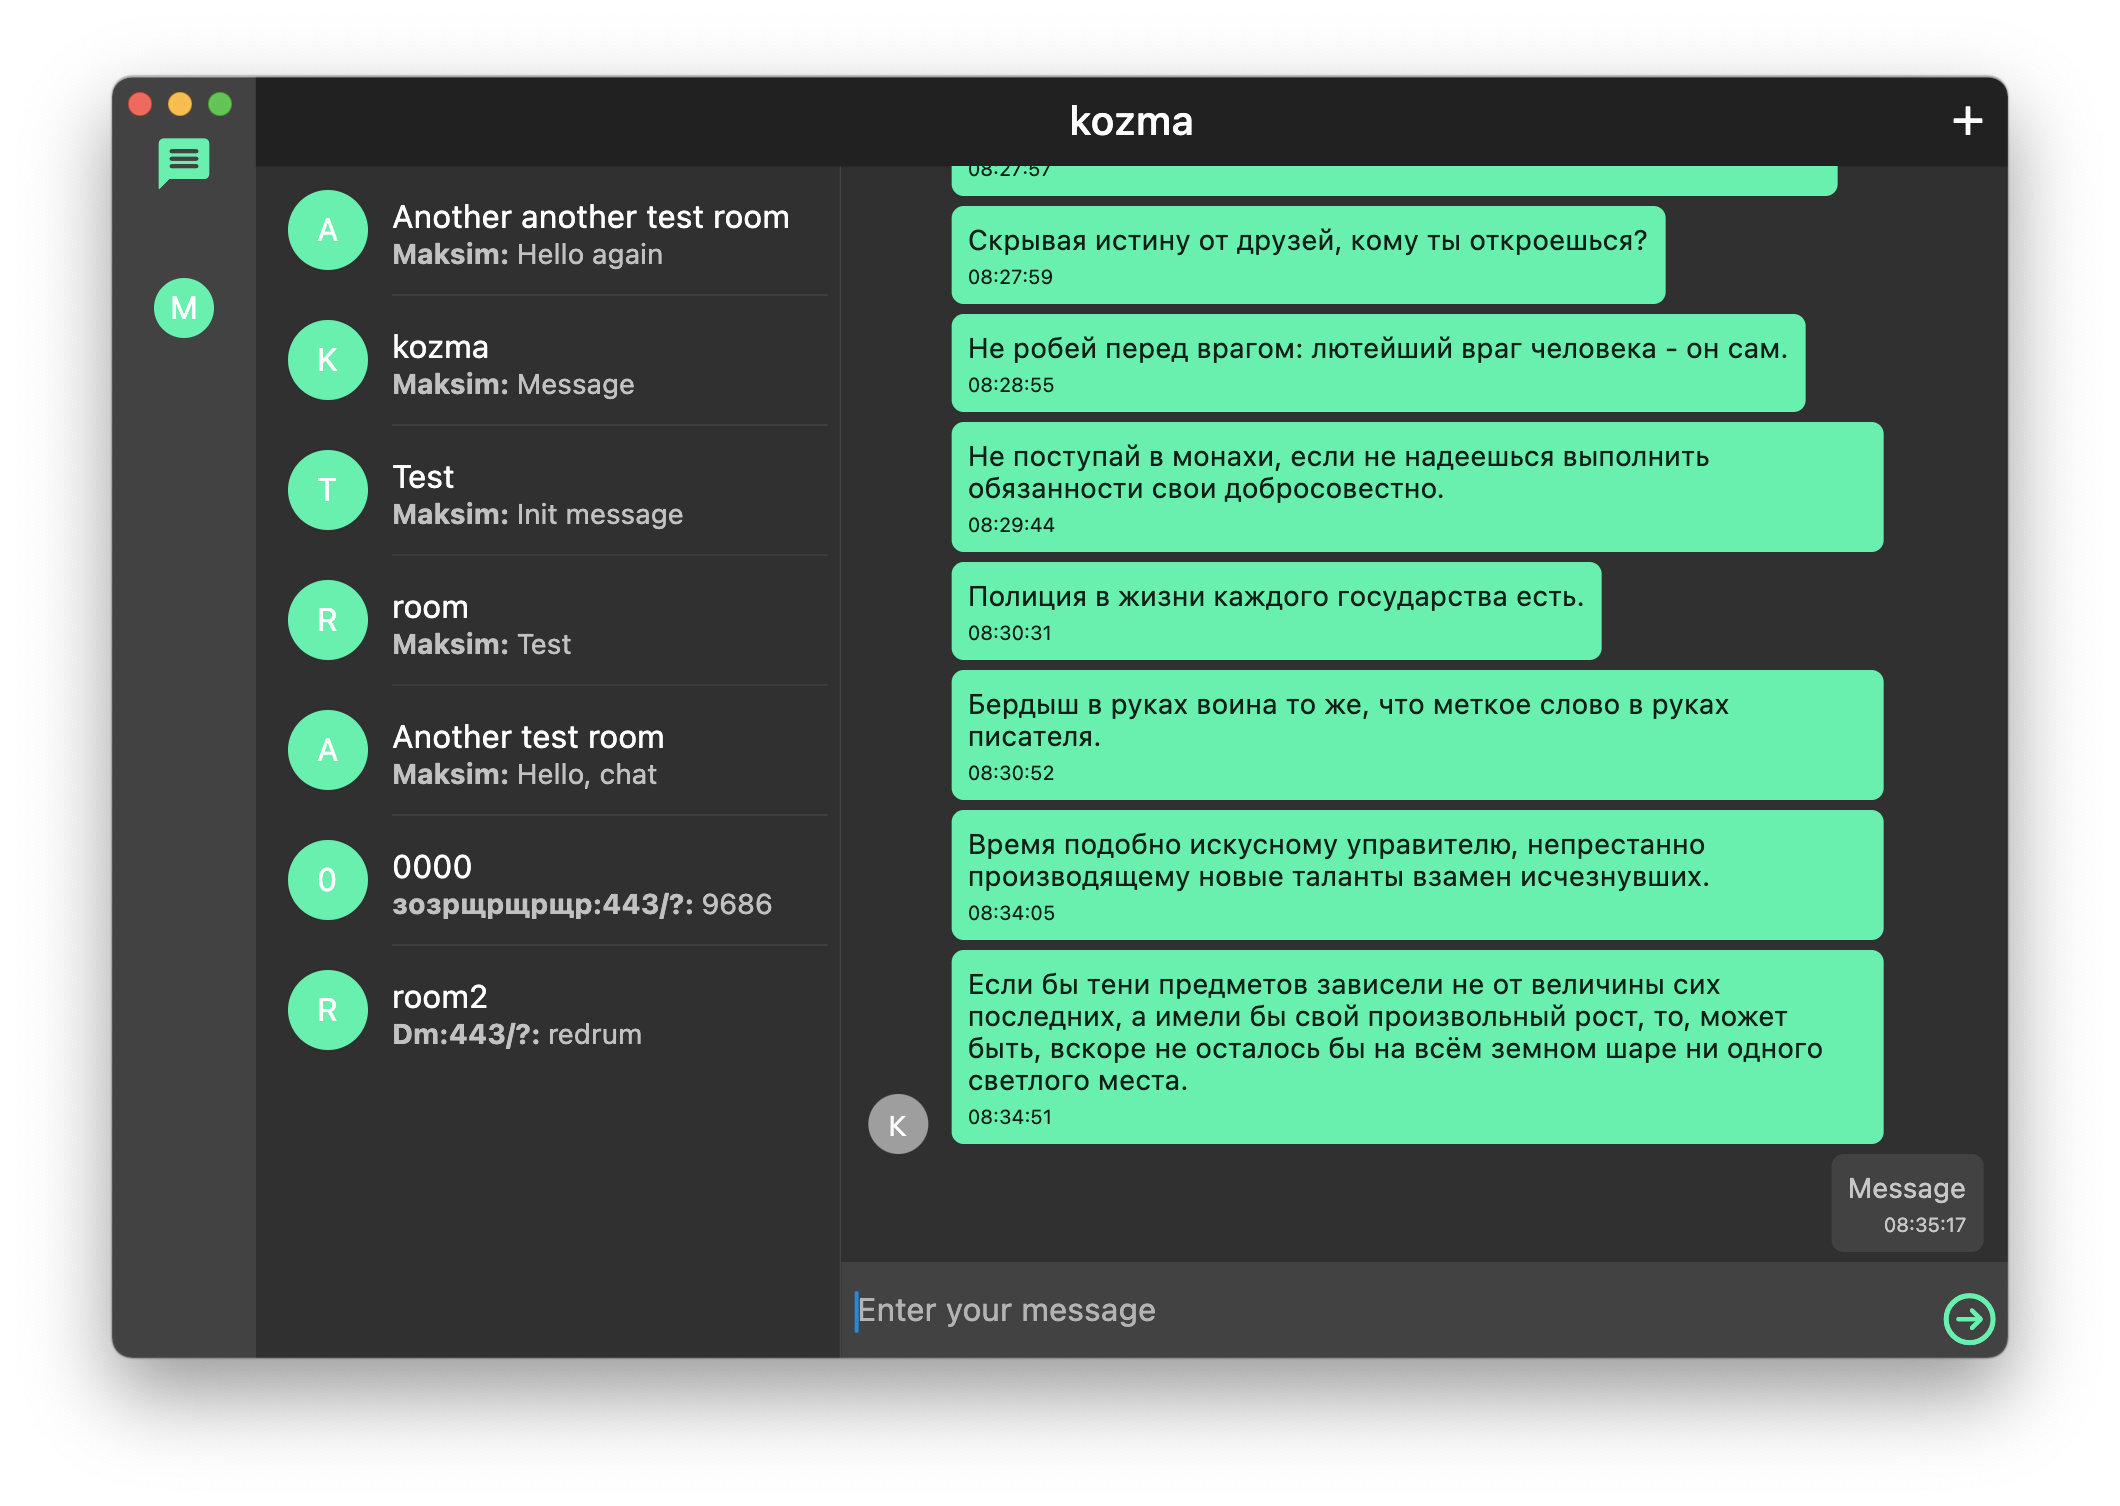 kozma
+
M
A
Another another test room
Maksim: Hello again
K
kozma
Maksim: Message
T
Test
Maksim: Init message
R
room
Maksim: Test
A
Another test room
Maksim: Hello, chat
0
0000
зозрщрщрщр:443/?: 9686
R
room2
Dm:443/?: redrum
08:27:57
Скрывая истину от друзей, кому ты откроешься?
08:27:59
Не робей перед врагом: лютейший враг человека - он сам.
08:28:55
Не поступай в монахи, если не надеешься выполнить
обязанности свои добросовестно.
08:29:44
Полиция в жизни каждого государства есть.
08:30:31
Бердыш в руках воина то же, что меткое слово в руках
писателя.
08:30:52
Время подобно искусному управителю, непрестанно
производящему новые таланты взамен исчезнувших.
08:34:05
Если бы тени предметов зависели не от величины сих
последних, а имели бы свой произвольный рост, то, может
быть, вскоре не осталось бы на всём земном шаре ни одного
светлого места.
08:34:51
K
Message
08:35:17
Enter your message